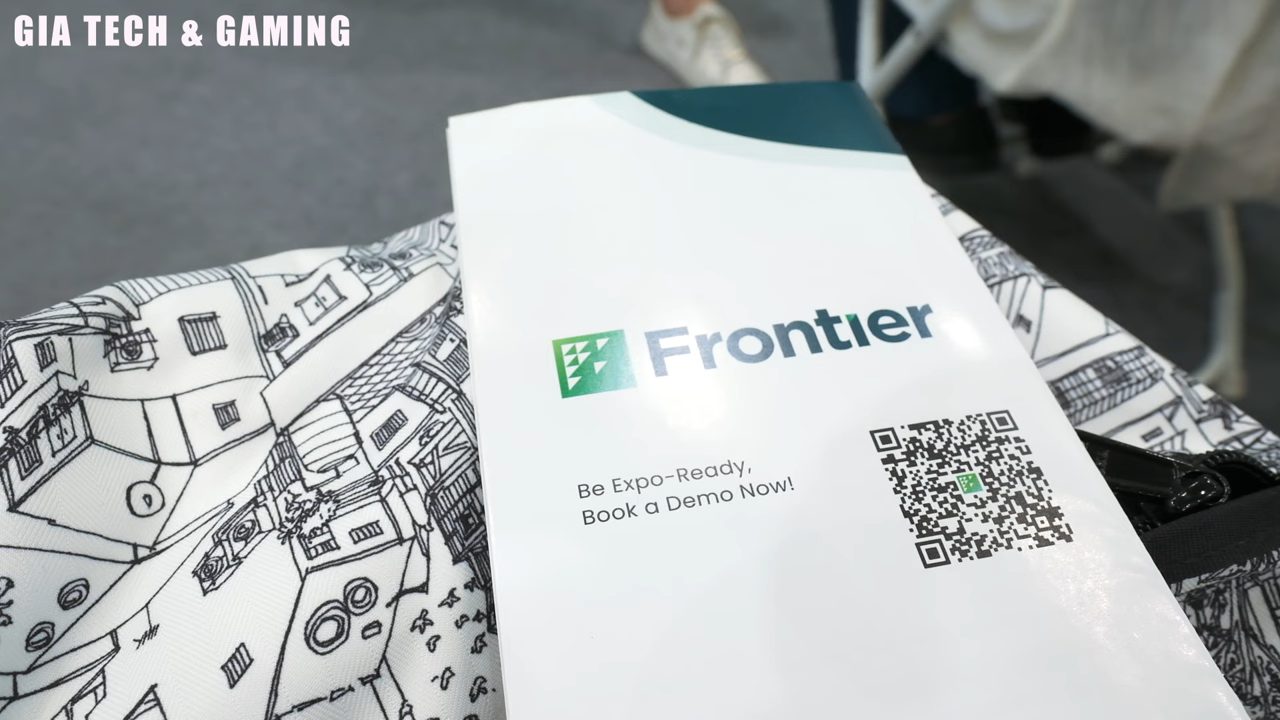 GIA TECH & GAMING
Frontier
Be Expo-Ready,
Book a Demo Now!